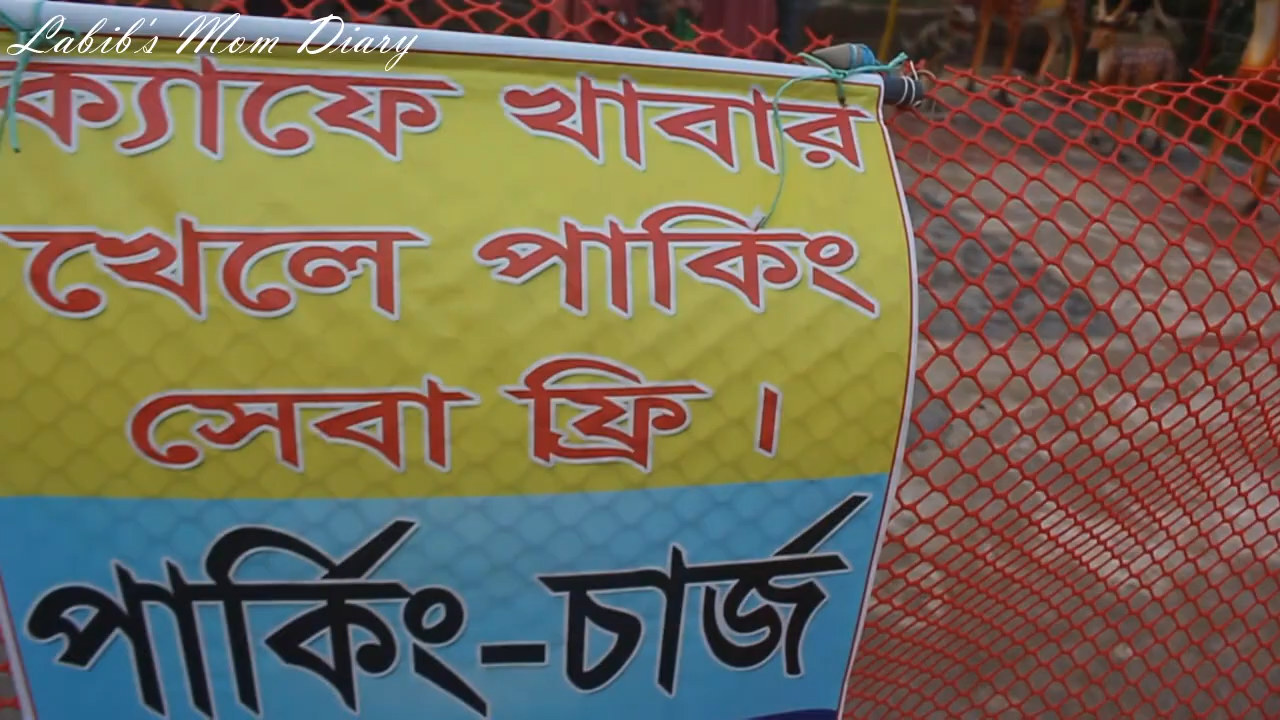 Labib's Mom Diary
ক্যাফে খাবার
খেলে পাকিং
সেবা ফ্রি ।
পার্কিং-চার্জ